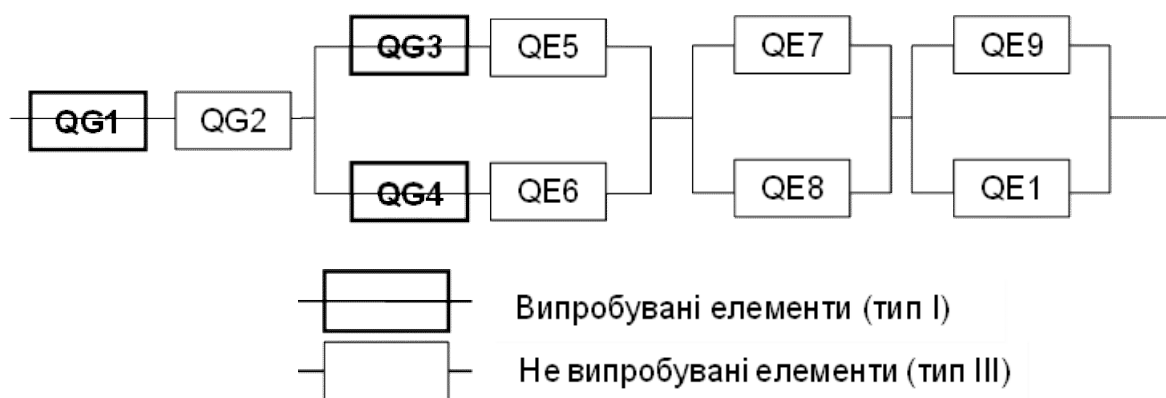 QG3 QE5 QE7 QE9
QG1 QG2
QG4 QE6 QE8 QE1
Випробувані елементи (тип I)
Не випробувані елементи (тип III)